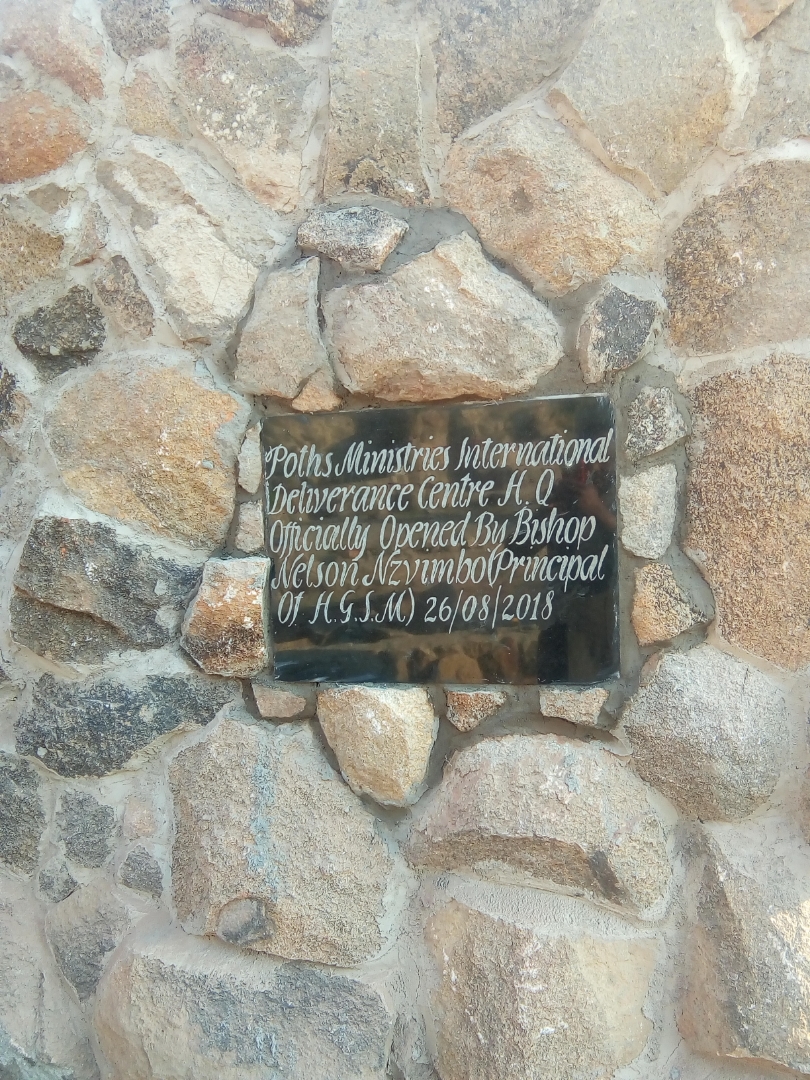 Poths Ministries International
Deliverance Centre H.Q
Officially Opened By Bishop
Nelson Nzvimbo(Principal
Of H.G.S.M) 26/08/2018